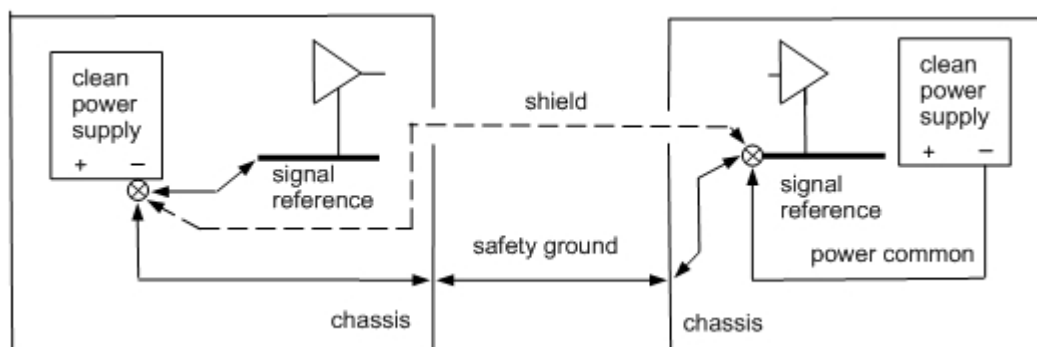 clean
power
supply
+ −
signal
reference
shield
safety ground
chassis
clean
power
supply
+ −
signal
reference
power common
chassis